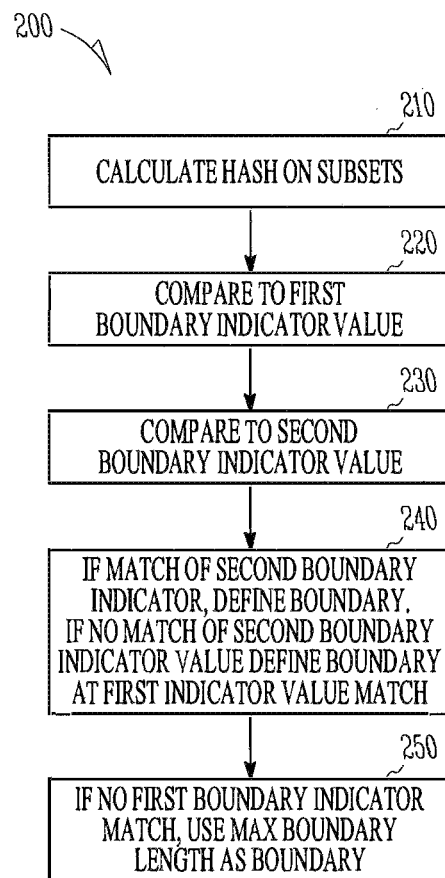 200
210
CALCULATE HASH ON SUBSETS
220
COMPARE TO FIRST
BOUNDARY INDICATOR VALUE
230
COMPARE TO SECOND
BOUNDARY INDICATOR VALUE
240
IF MATCH OF SECOND BOUNDARY
INDICATOR, DEFINE BOUNDARY.
IF NO MATCH OF SECOND BOUNDARY
INDICATOR VALUE DEFINE BOUNDARY
AT FIRST INDICATOR VALUE MATCH
250
IF NO FIRST BOUNDARY INDICATOR
MATCH, USE MAX BOUNDARY
LENGTH AS BOUNDARY